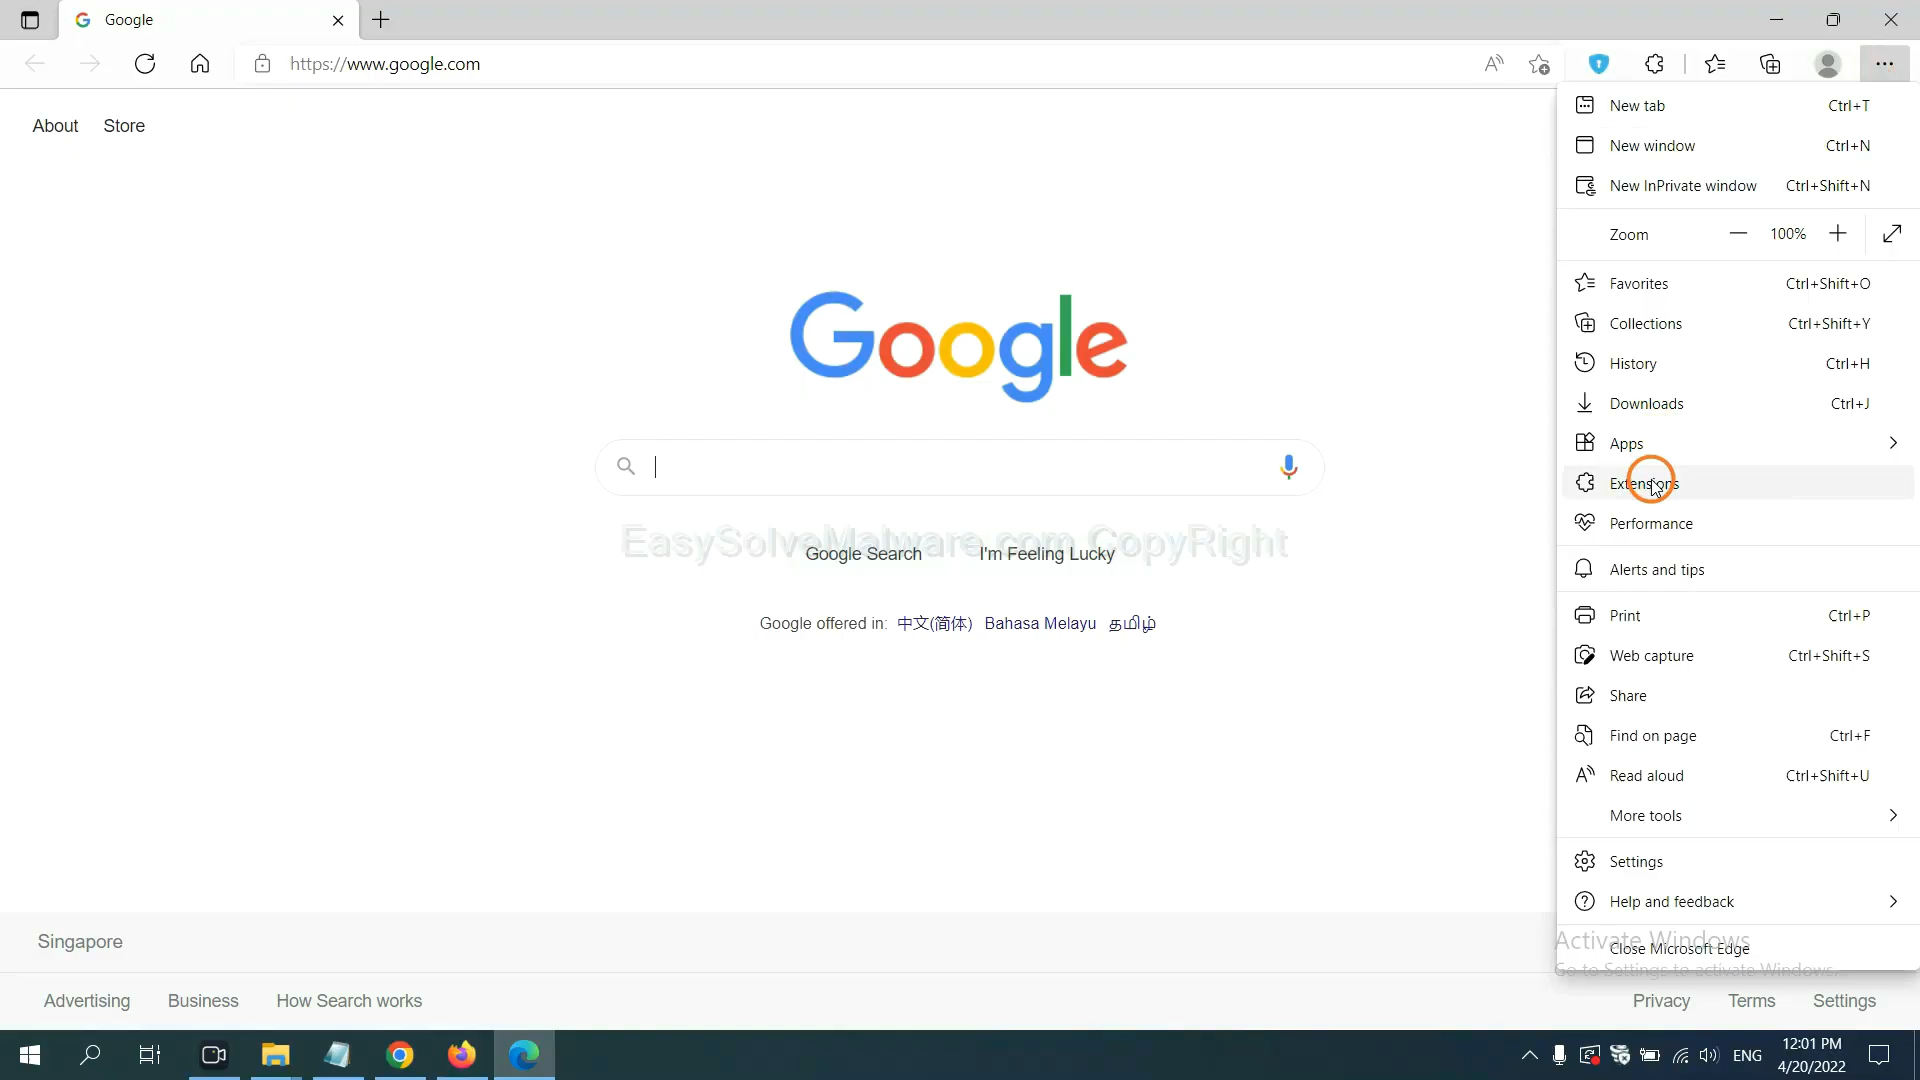 Google
https://www.google.com
About Store
Google
EasySolveMalware.com CopyRight
Google Search I'm Feeling Lucky
Google offered in: 中文(简体) Bahasa Melayu தமிழ்
Singapore
Advertising Business How Search works
Privacy Terms Settings
New tab Ctrl+T
New window Ctrl+N
New InPrivate window Ctrl+Shift+N
Zoom 100%
Favorites Ctrl+Shift+O
Collections Ctrl+Shift+Y
History Ctrl+H
Downloads Ctrl+J
Apps
Extensions
Performance
Alerts and tips
Print Ctrl+P
Web capture Ctrl+Shift+S
Share
Find on page Ctrl+F
Read aloud Ctrl+Shift+U
More tools
Settings
Help and feedback
Activate Windows
Close Microsoft Edge
Go to Settings to activate Windows.
ENG
12:01 PM
4/20/2022